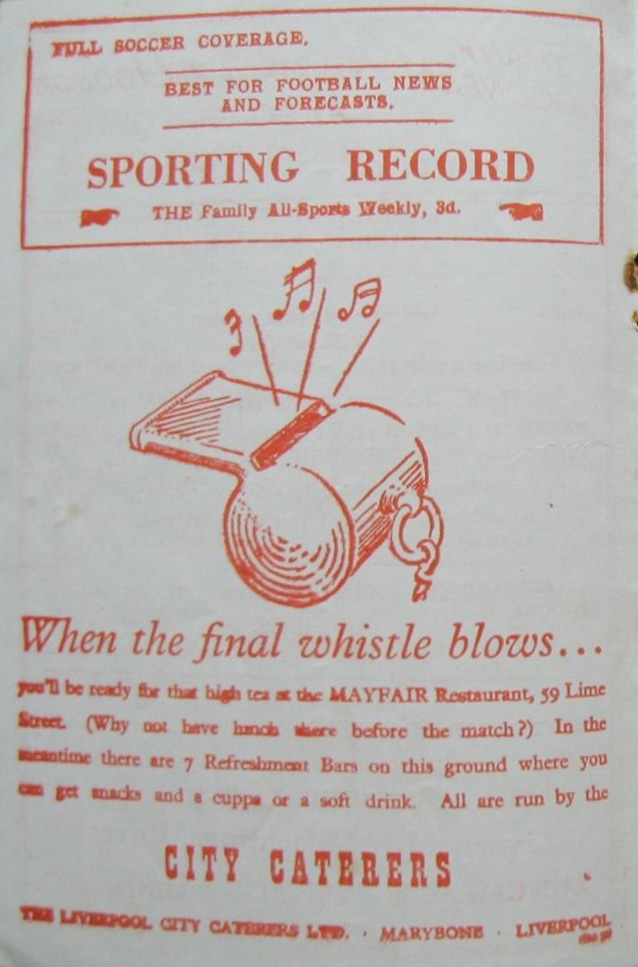 FULL SOCCER COVERAGE.
BEST FOR FOOTBALL NEWS
AND FORECASTS.
SPORTING RECORD
THE Family All-Sports Weekly, 3d.
When the final whistle blows...
you'll be ready for that high tea at the MAYFAIR Restaurant, 59 Lime
Street. (Why not have lunch there before the match?) In the
meantime there are 7 Refreshment Bars on this ground where you
can get snacks and a cuppa or a soft drink. All are run by the
CITY CATERERS
THE LIVERPOOL CITY CATERERS LTD. · MARYBONE · LIVERPOOL